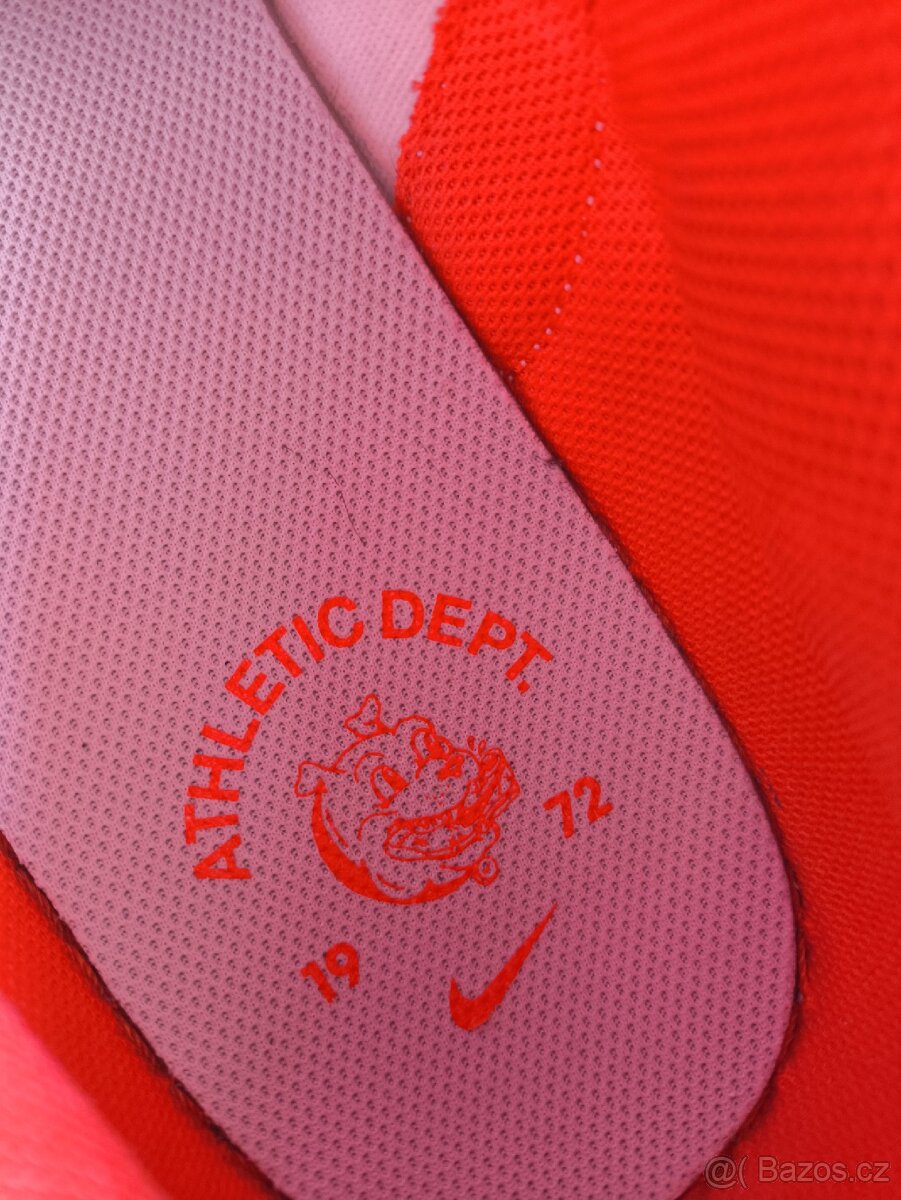 ATHLETIC DEPT.
19 72
@( Bazos.cz